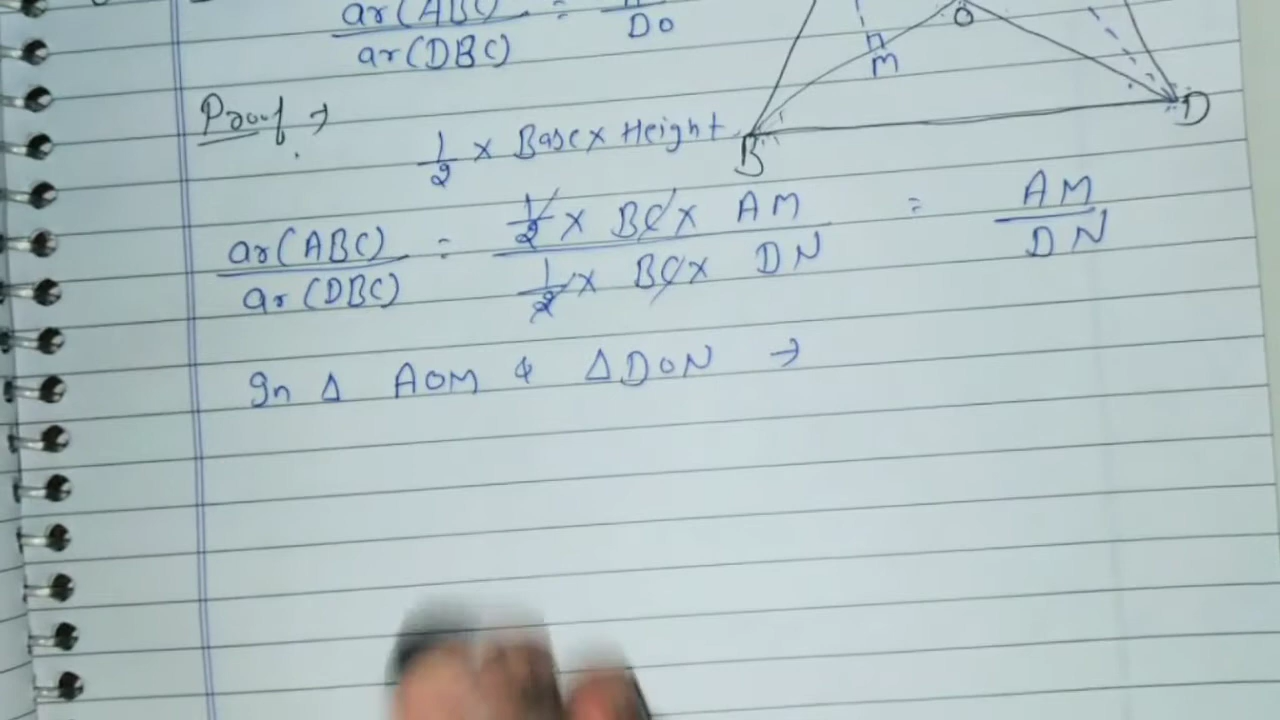 ar(ABC) =
ar(DBC) DO
O
M
D
B
Proof →
1/2 × Base × Height
ar(ABC)/ar(DBC) = 1/2 × BC × AM / 1/2 × BC × DN = AM/DN
In Δ AOM & Δ DON →